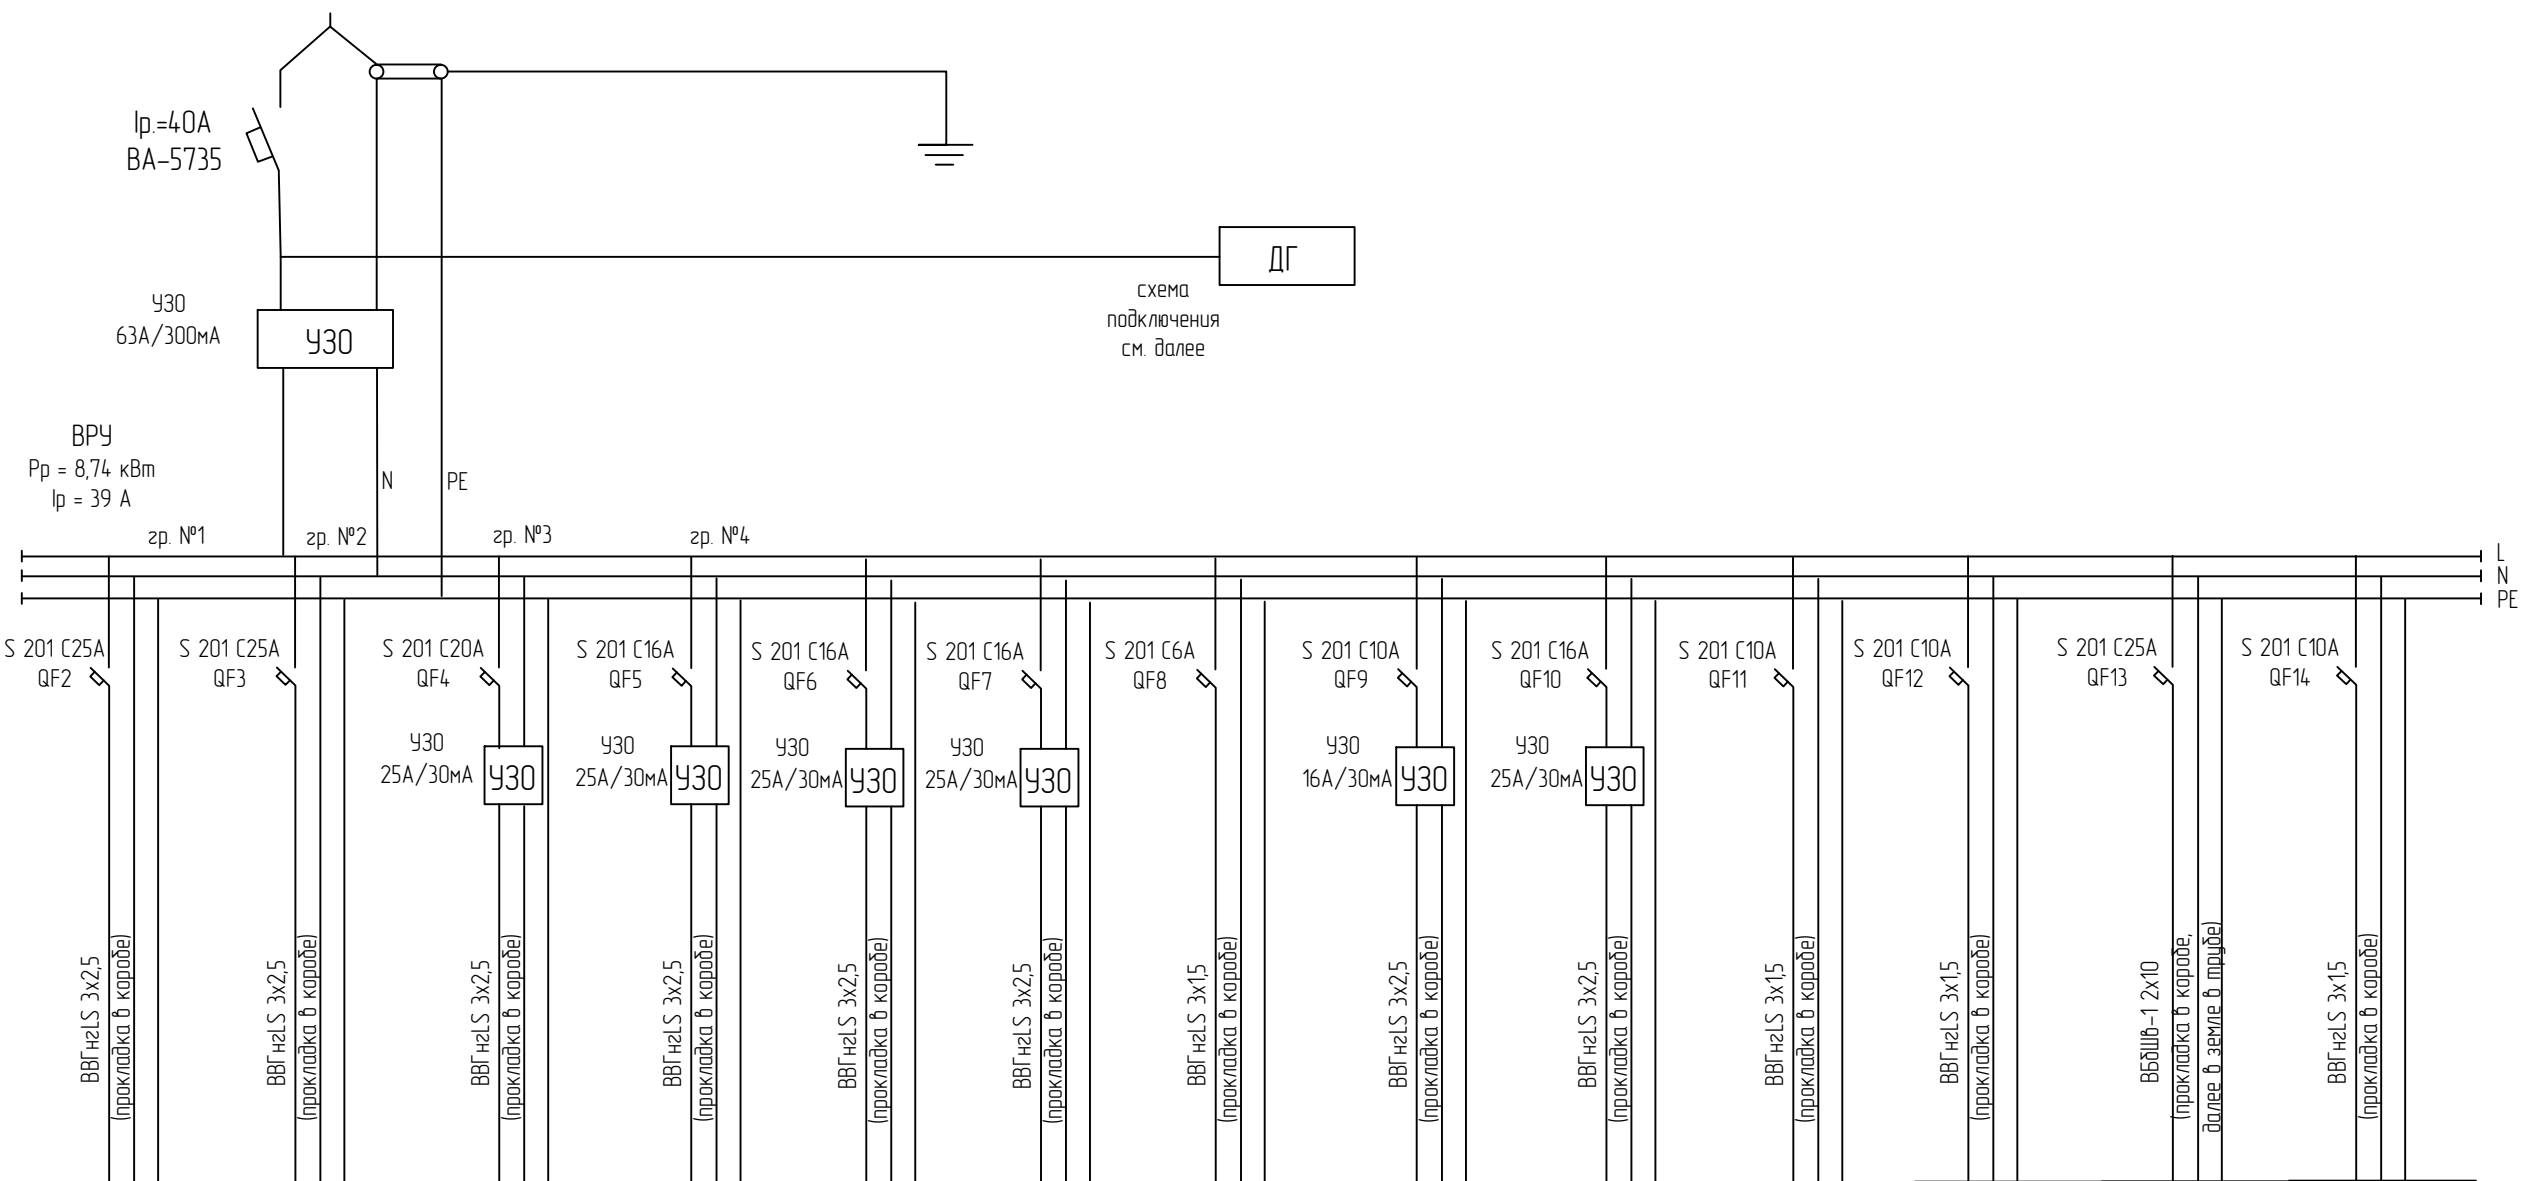 Iр.=40А
ВА-5735
ДГ
схема
подключения
см. далее
УЗО
63А/300мА
УЗО
ВРУ
Рр = 8,74 кВт
Iр = 39 А
N
PE
гр. №1
гр. №2
гр. №3
гр. №4
L
N
PE
S 201 C25A
QF2
S 201 C25A
QF3
S 201 C20A
QF4
S 201 C16A
QF5
S 201 C16A
QF6
S 201 C16A
QF7
S 201 C6A
QF8
S 201 C10A
QF9
S 201 C16A
QF10
S 201 C10A
QF11
S 201 C10A
QF12
S 201 C25A
QF13
S 201 C10A
QF14
УЗО
25А/30мА
УЗО
УЗО
25А/30мА
УЗО
УЗО
25А/30мА
УЗО
УЗО
25А/30мА
УЗО
УЗО
16А/30мА
УЗО
УЗО
25А/30мА
УЗО
ВВГнгLS 3х2,5
(прокладка в коробе)
ВВГнгLS 3х2,5
(прокладка в коробе)
ВВГнгLS 3х2,5
(прокладка в коробе)
ВВГнгLS 3х2,5
(прокладка в коробе)
ВВГнгLS 3х2,5
(прокладка в коробе)
ВВГнгLS 3х2,5
(прокладка в коробе)
ВВГнгLS 3х1,5
(прокладка в коробе)
ВВГнгLS 3х2,5
(прокладка в коробе)
ВВГнгLS 3х2,5
(прокладка в коробе)
ВВГнгLS 3х1,5
(прокладка в коробе)
ВВГнгLS 3х1,5
(прокладка в коробе)
ВБбШв-1 2х10
(прокладка в коробе,
далее в земле в трубе)
ВВГнгLS 3х1,5
(прокладка в коробе)